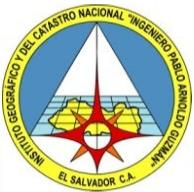 INSTITUTO GEOGRÁFICO Y DEL CATASTRO NACIONAL "INGENIERO PABLO ARNOLDO GUZMÁN"
EL SALVADOR C.A.